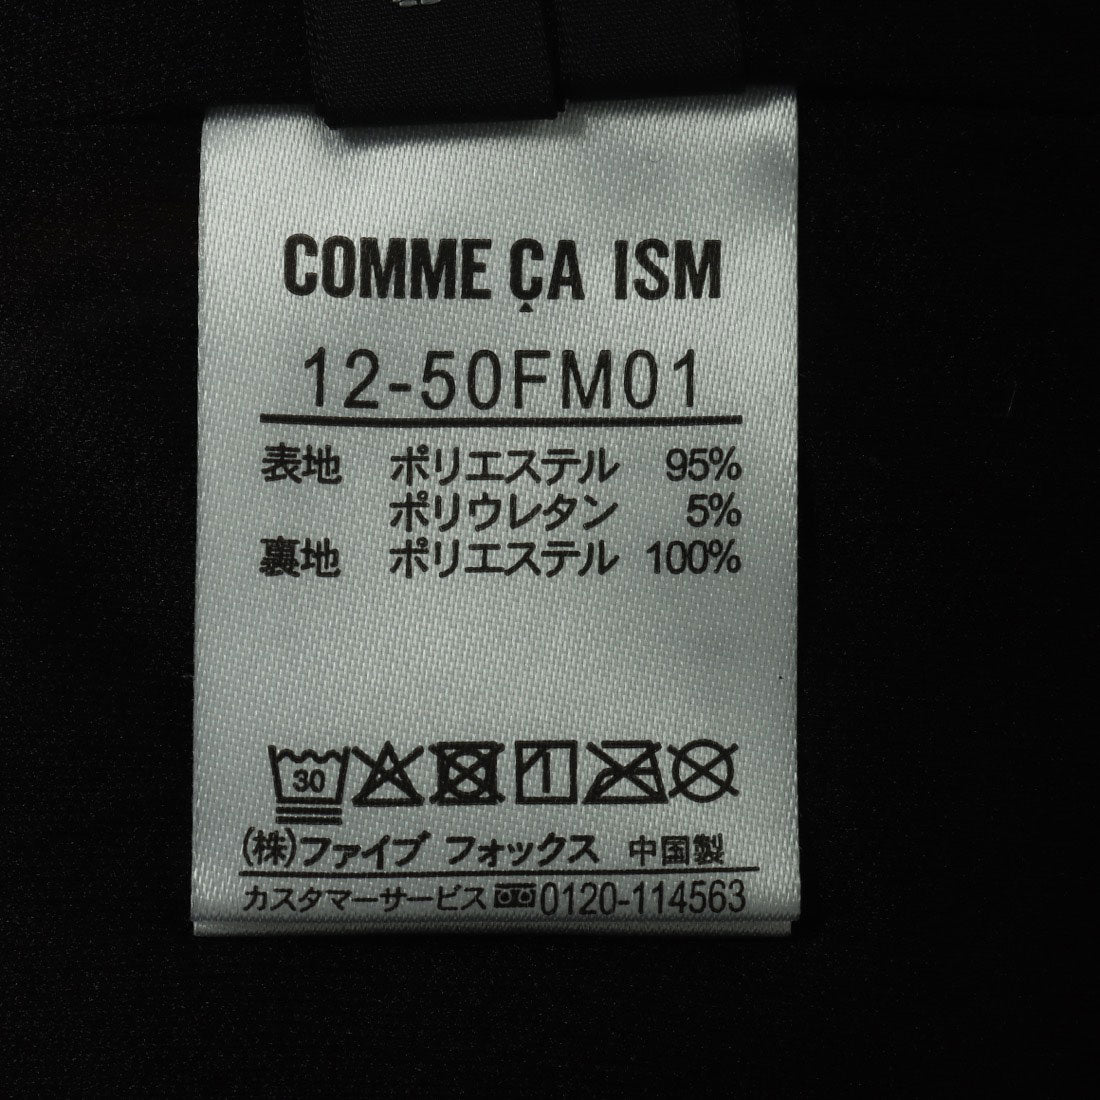 COMME ÇA ISM
12-50FM01
表地 ポリエステル 95%
ポリウレタン 5%
裏地 ポリエステル 100%
30
(株)ファイブ フォックス 中国製
カスタマーサービス 0120-114563